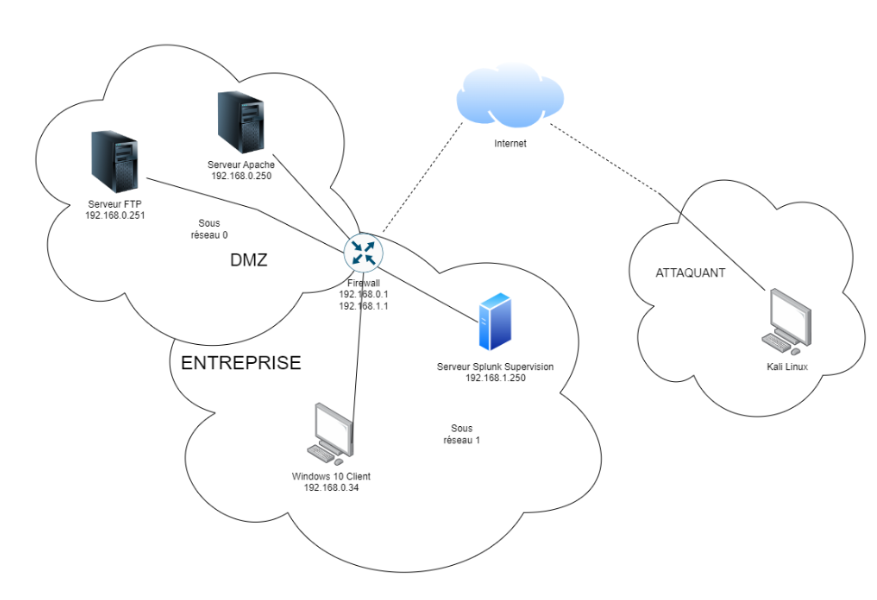 Internet
Serveur Apache
192.168.0.250
Serveur FTP
192.168.0.251
Sous
réseau 0
DMZ
Firewall
192.168.0.1
192.168.1.1
ATTAQUANT
Kali Linux
ENTREPRISE
Serveur Splunk Supervision
192.168.1.250
Sous
réseau 1
Windows 10 Client
192.168.0.34